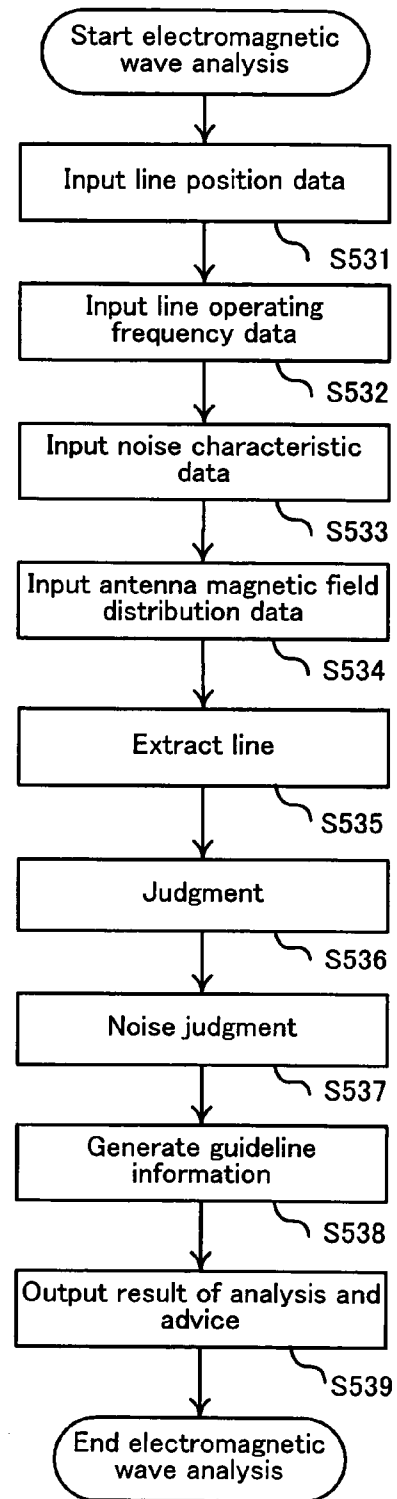 Start electromagnetic
wave analysis
Input line position data
S531
Input line operating
frequency data
S532
Input noise characteristic
data
S533
Input antenna magnetic field
distribution data
S534
Extract line
S535
Judgment
S536
Noise judgment
S537
Generate guideline
information
S538
Output result of analysis and
advice
S539
End electromagnetic
wave analysis